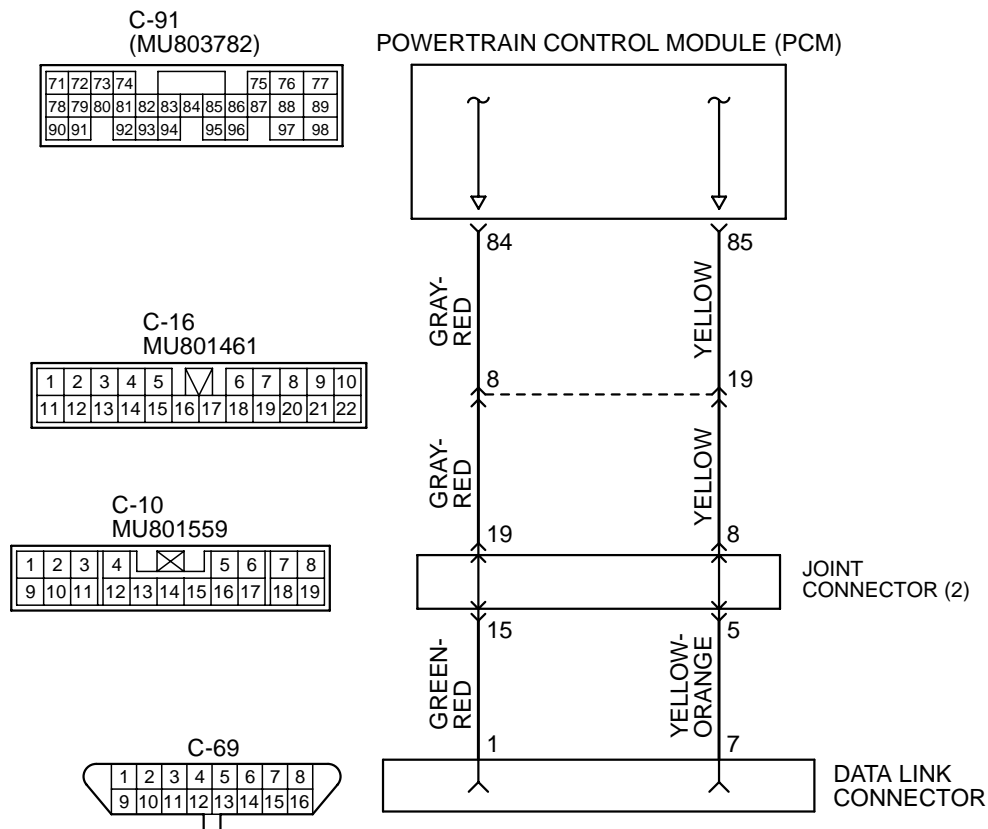 C-91
(MU803782)
71 72 73 74 75 76 77
78 79 80 81 82 83 84 85 86 87 88 89
90 91 92 93 94 95 96 97 98
POWERTRAIN CONTROL MODULE (PCM)
84 85
GRAY-
RED
YELLOW
C-16
MU801461
1 2 3 4 5 6 7 8 9 10
11 12 13 14 15 16 17 18 19 20 21 22
8 19
GRAY-
RED
YELLOW
C-10
MU801559
1 2 3 4 5 6 7 8
9 10 11 12 13 14 15 16 17 18 19
19 8
JOINT
CONNECTOR (2)
15 5
GREEN-
RED
YELLOW-
ORANGE
C-69
1 2 3 4 5 6 7 8
9 10 11 12 13 14 15 16
1 7
DATA LINK
CONNECTOR